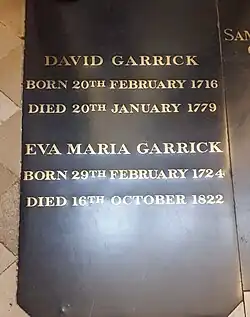 DAVID GARRICK
BORN 20TH FEBRUARY 1716
DIED 20TH JANUARY 1779
EVA MARIA GARRICK
BORN 29TH FEBRUARY 1724
DIED 16TH OCTOBER 1822